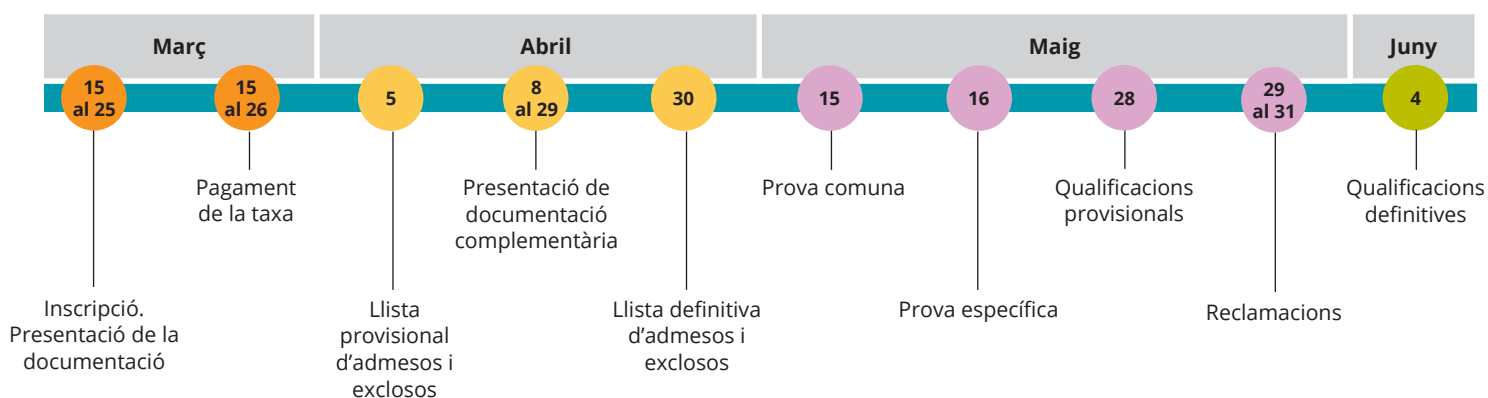 Març
Abril
Maig
Juny
15
al 25
15
al 26
5
8
al 29
30
15
16
28
29
al 31
4
Pagament
de la taxa
Presentació de
documentació
complementària
Prova comuna
Qualificacions
provisionals
Qualificacions
definitives
Inscripció.
Presentació de la
documentació
Llista
provisional
d’admesos i
exclosos
Llista definitiva
d’admesos i
exclosos
Prova específica
Reclamacions